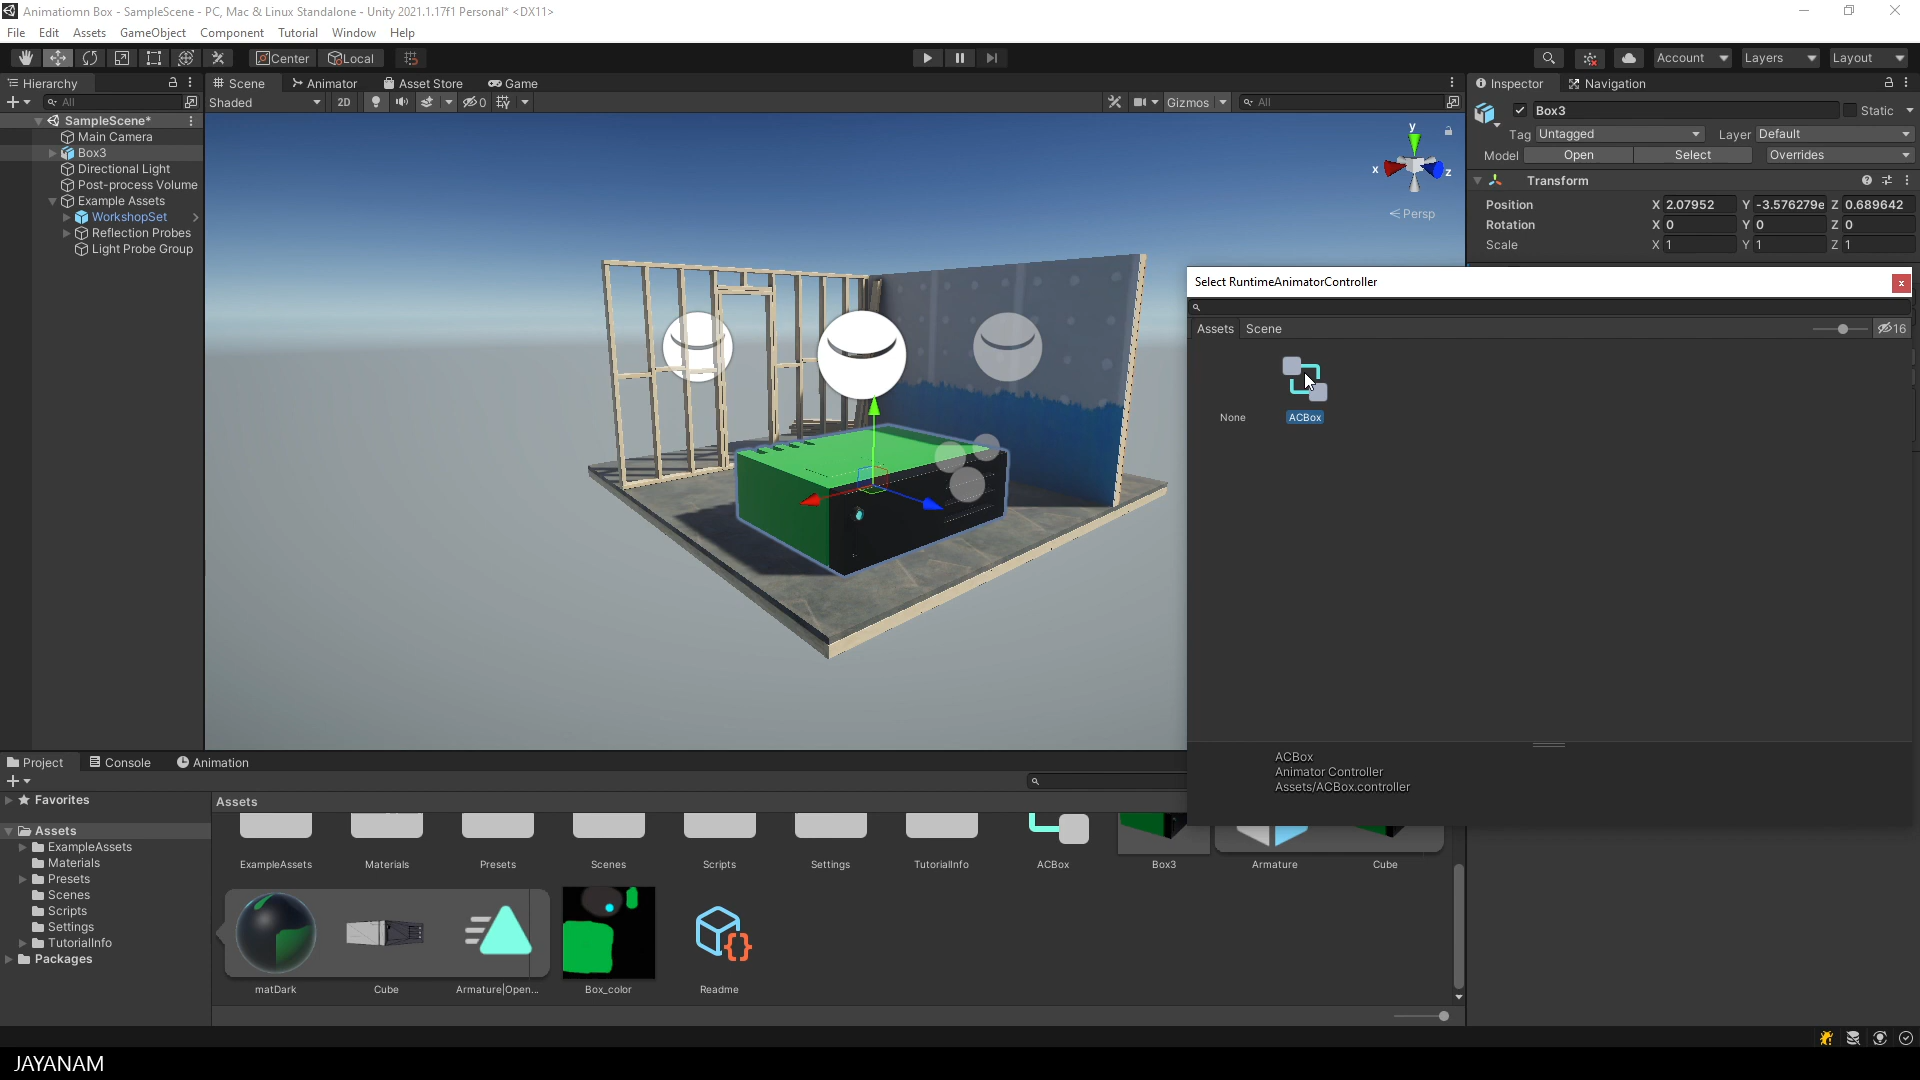 Animatiomn Box - SampleScene - PC, Mac & Linux Standalone - Unity 2021.1.17f1 Personal* <DX11>
File Edit Assets GameObject Component Tutorial Window Help
Center Local Account Layers Layout
Hierarchy
All
SampleScene*
Main Camera
Box3
Directional Light
Post-process Volume
Example Assets
WorkshopSet
Reflection Probes
Light Probe Group
Scene Animator Asset Store Game
Shaded 2D 0 Gizmos All
y
x z
Persp
Inspector Navigation
Box3 Static
Tag Untagged Layer Default
Model Open Select Overrides
Transform
Position X 2.07952 Y -3.576279e Z 0.689642
Rotation X 0 Y 0 Z 0
Scale X 1 Y 1 Z 1
Select RuntimeAnimatorController
x
Assets Scene 16
None ACBox
ACBox
Animator Controller
Assets/ACBox.controller
Project Console Animation
Favorites
Assets
ExampleAssets
Materials
Presets
Scenes
Scripts
Settings
TutorialInfo
Packages
Assets
ExampleAssets Materials Presets Scenes Scripts Settings TutorialInfo ACBox Box3 Armature Cube
matDark Cube Armature|Open... Box_color Readme
JAYANAM